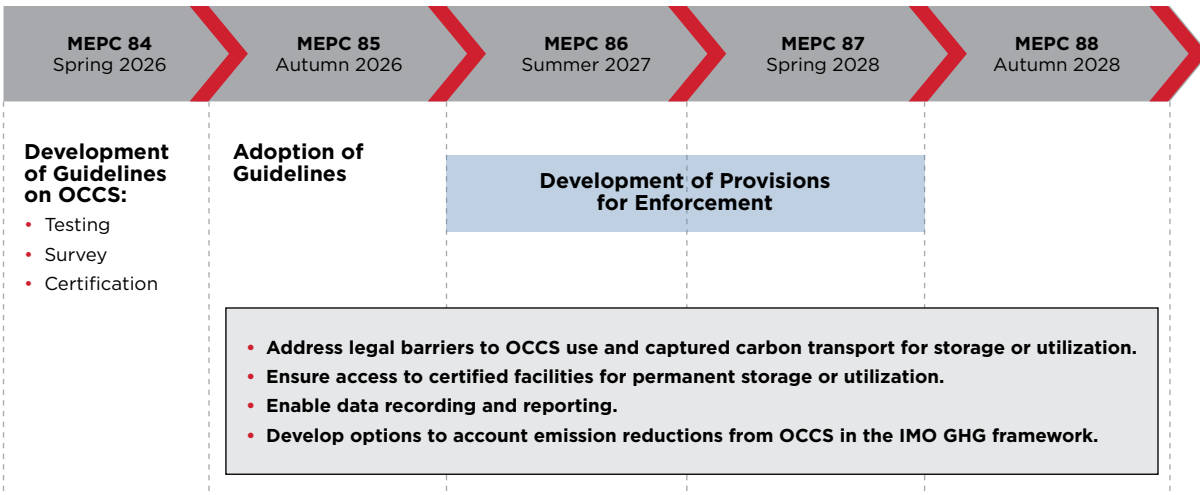 MEPC 84
Spring 2026
MEPC 85
Autumn 2026
MEPC 86
Summer 2027
MEPC 87
Spring 2028
MEPC 88
Autumn 2028
Development
of Guidelines
on OCCS:
• Testing
• Survey
• Certification
Adoption of
Guidelines
Development of Provisions
for Enforcement
• Address legal barriers to OCCS use and captured carbon transport for storage or utilization.
• Ensure access to certified facilities for permanent storage or utilization.
• Enable data recording and reporting.
• Develop options to account emission reductions from OCCS in the IMO GHG framework.